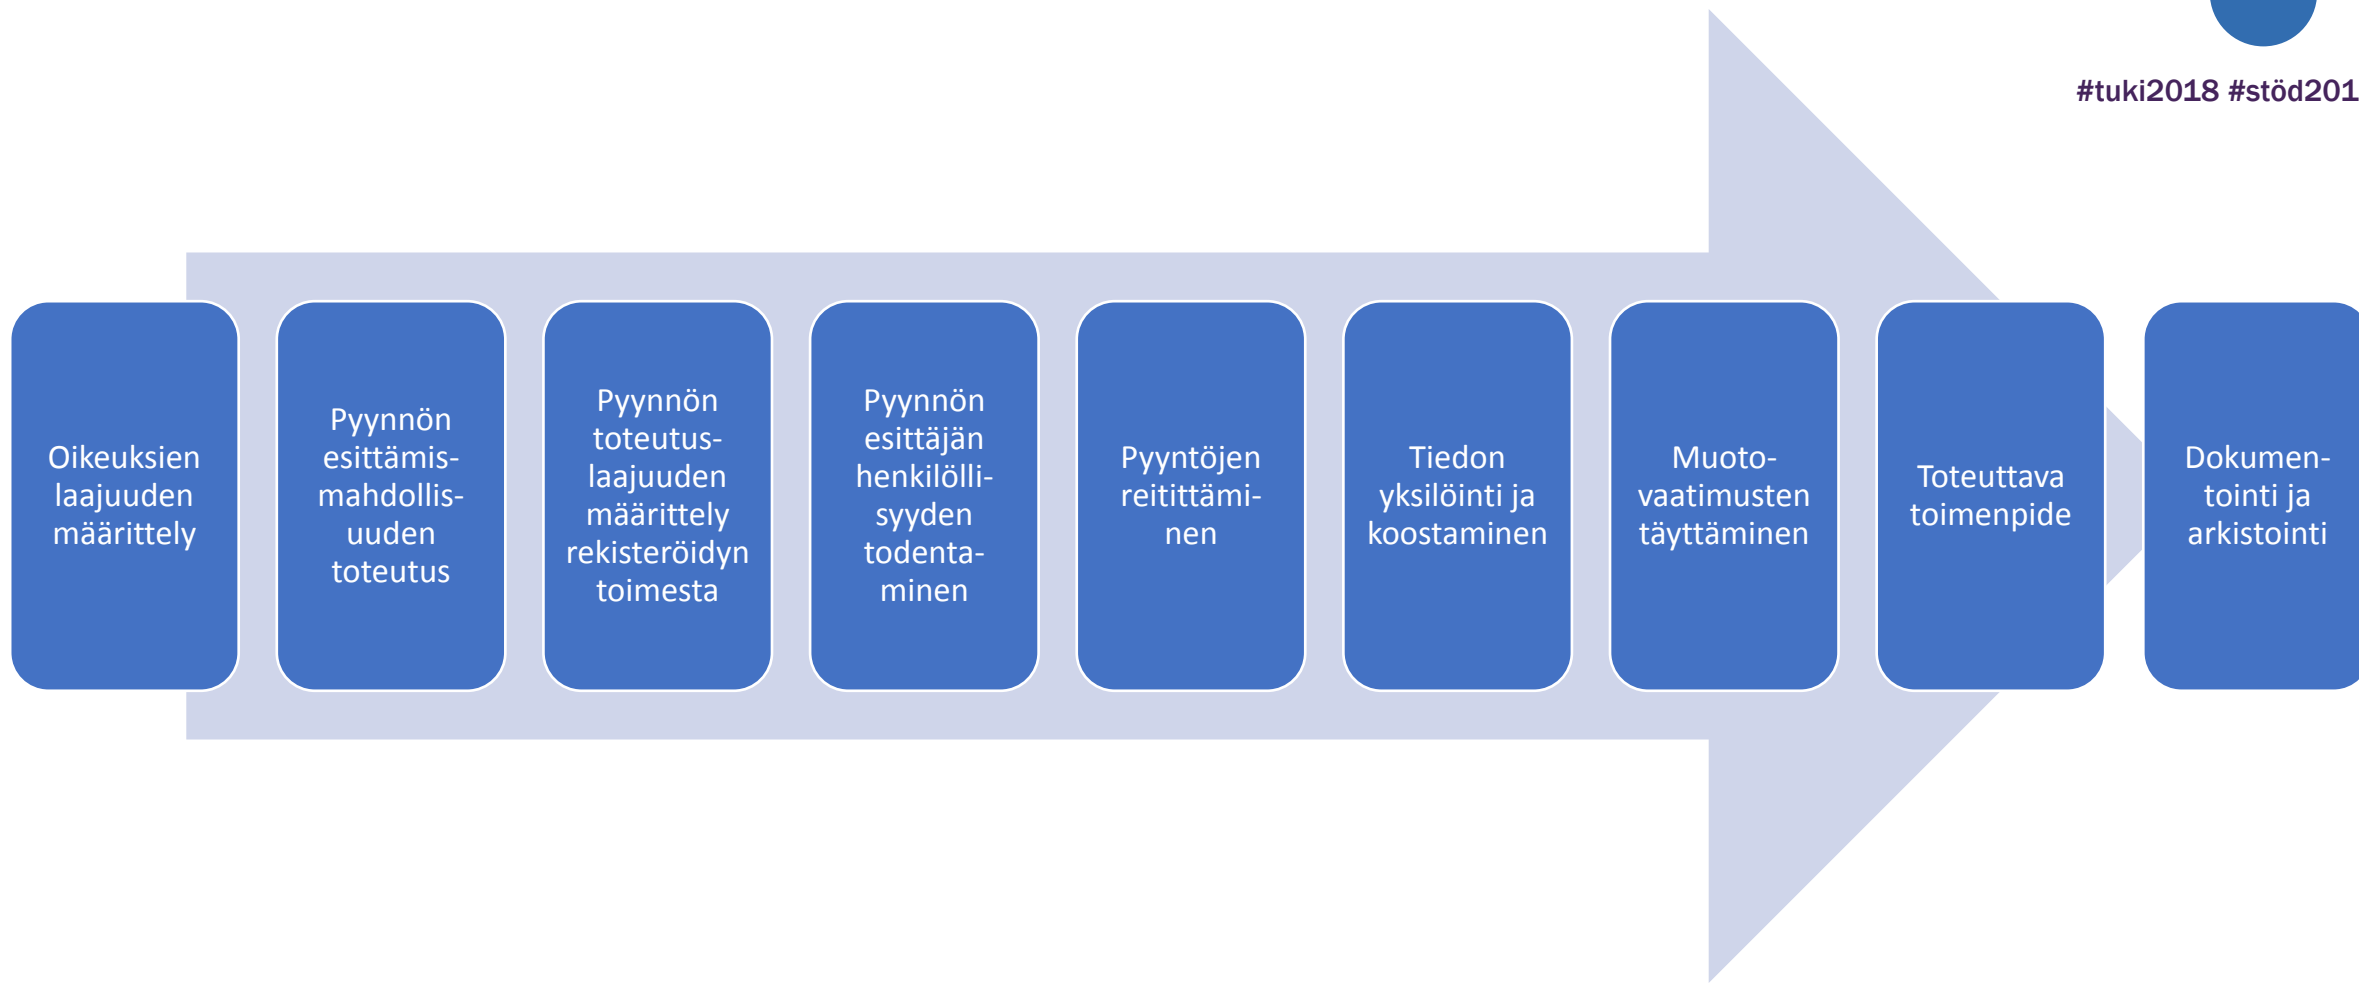 #tuki2018 #stöd201
Oikeuksien
laajuuden
määrittely
Pyynnön
esittämis-
mahdollis-
uuden
toteutus
Pyynnön
toteutus-
laajuuden
määrittely
rekisteröidyn
toimesta
Pyynnön
esittäjän
henkilölli-
syyden
todenta-
minen
Pyyntöjen
reitittämi-
nen
Tiedon
yksilöinti ja
koostaminen
Muoto-
vaatimusten
täyttäminen
Toteuttava
toimenpide
Dokumen-
tointi ja
arkistointi